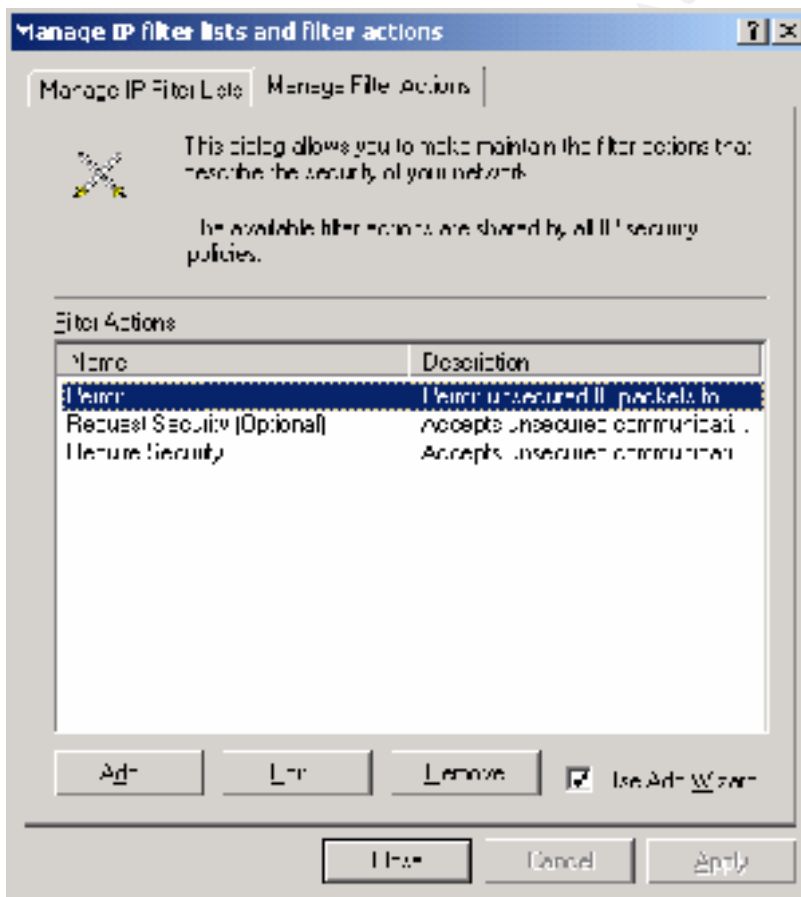 Manage IP filter lists and filter actions
Manage IP Filter Lists
Manage Filter Actions
This dialog allows you to make maintain the filter actions that
describe the security of your network
The available filter actions are shared by all IP security
policies.
Filter Actions
Name
Description
Permit
Permit unsecured IP packets to
Request Security (Optional)
Accepts unsecured communicati...
Require Security
Accepts unsecured communicati
Add
Edit
Remove
Use Add Wizard
Close
Cancel
Apply